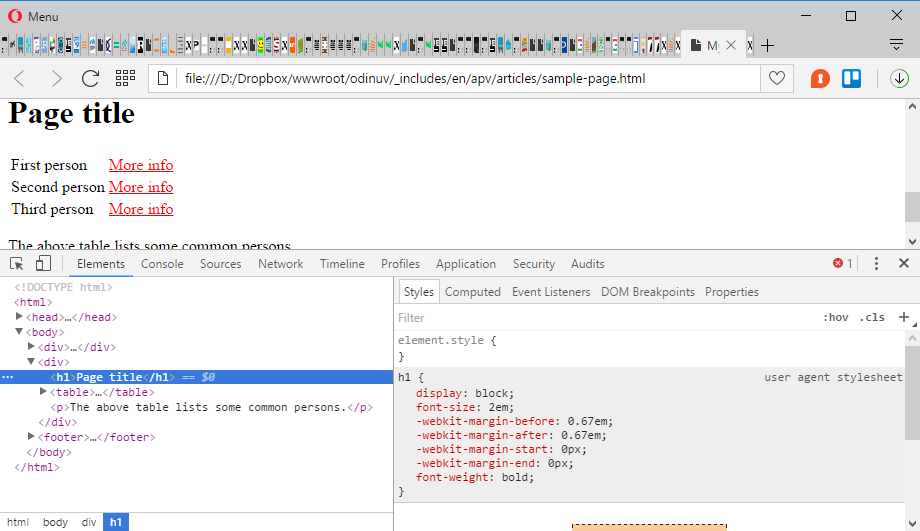 Menu
M
file:///D:/Dropbox/wwwroot/odinuv/_includes/en/apv/articles/sample-page.html
Page title
First person More info
Second person More info
Third person More info
The above table lists some common persons.
Elements Console Sources Network Timeline Profiles Application Security Audits 1
<!DOCTYPE html>
<html>
<head>…</head>
<body>
<div>…</div>
<div>
… <h1>Page title</h1> == $0
<table>…</table>
<p>The above table lists some common persons.</p>
</div>
<footer>…</footer>
</body>
</html>
html body div h1
Styles Computed Event Listeners DOM Breakpoints Properties
Filter :hov .cls +
element.style {
}
h1 { user agent stylesheet
display: block;
font-size: 2em;
-webkit-margin-before: 0.67em;
-webkit-margin-after: 0.67em;
-webkit-margin-start: 0px;
-webkit-margin-end: 0px;
font-weight: bold;
}